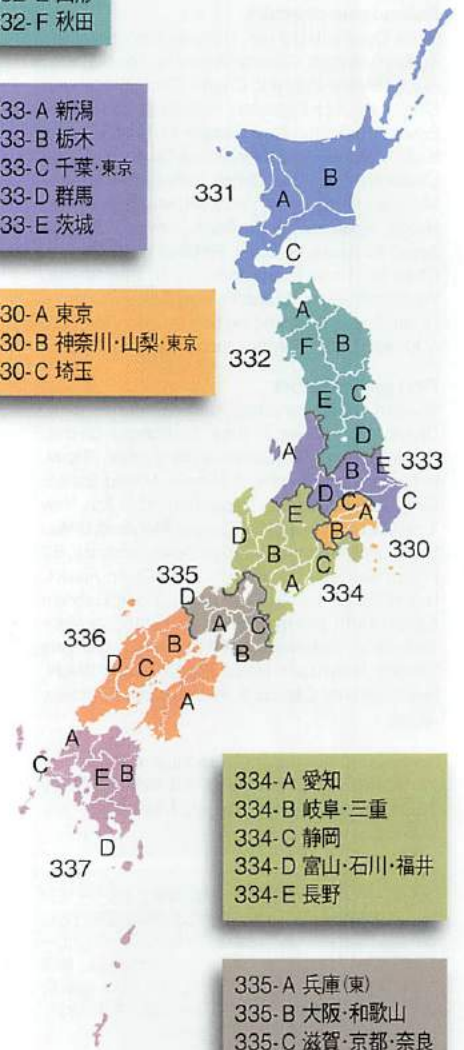 32-F 秋田
33-A 新潟
33-B 栃木
33-C 千葉・東京
33-D 群馬
33-E 茨城
30-A 東京
30-B 神奈川・山梨・東京
30-C 埼玉
331
A
B
C
332
A
F
B
E
C
D
333
A
B
E
D
C
C
330
A
B
334
E
D
B
C
A
335
D
A
C
B
336
B
D
C
A
A
C
E
B
D
337
334-A 愛知
334-B 岐阜・三重
334-C 静岡
334-D 富山・石川・福井
334-E 長野
335-A 兵庫(東)
335-B 大阪・和歌山
335-C 滋賀・京都・奈良